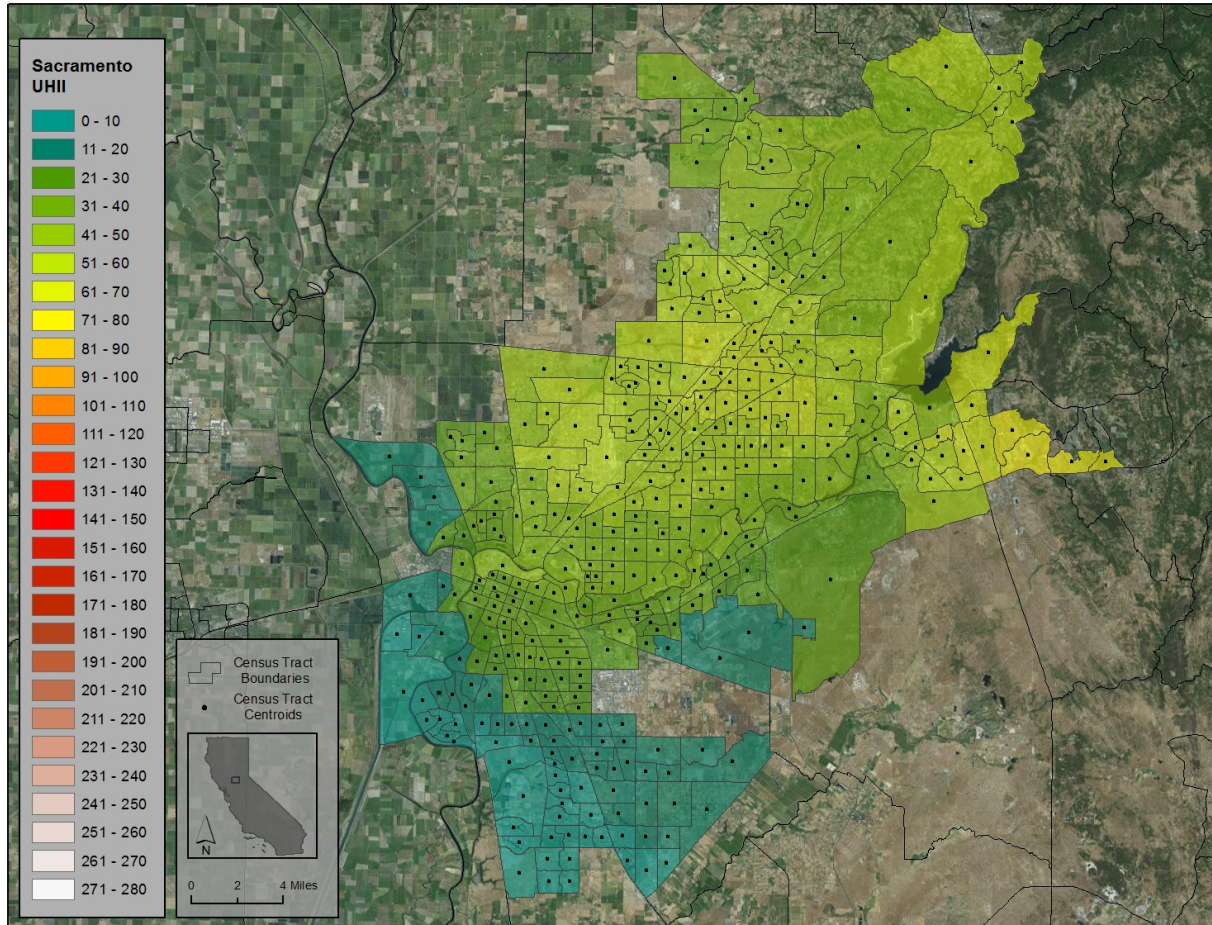 Sacramento
UHII
0 - 10
11 - 20
21 - 30
31 - 40
41 - 50
51 - 60
61 - 70
71 - 80
81 - 90
91 - 100
101 - 110
111 - 120
121 - 130
131 - 140
141 - 150
151 - 160
161 - 170
171 - 180
181 - 190
191 - 200
201 - 210
211 - 220
221 - 230
231 - 240
241 - 250
251 - 260
261 - 270
271 - 280
Census Tract
Boundaries
Census Tract
Centroids
N
0 2 4 Miles